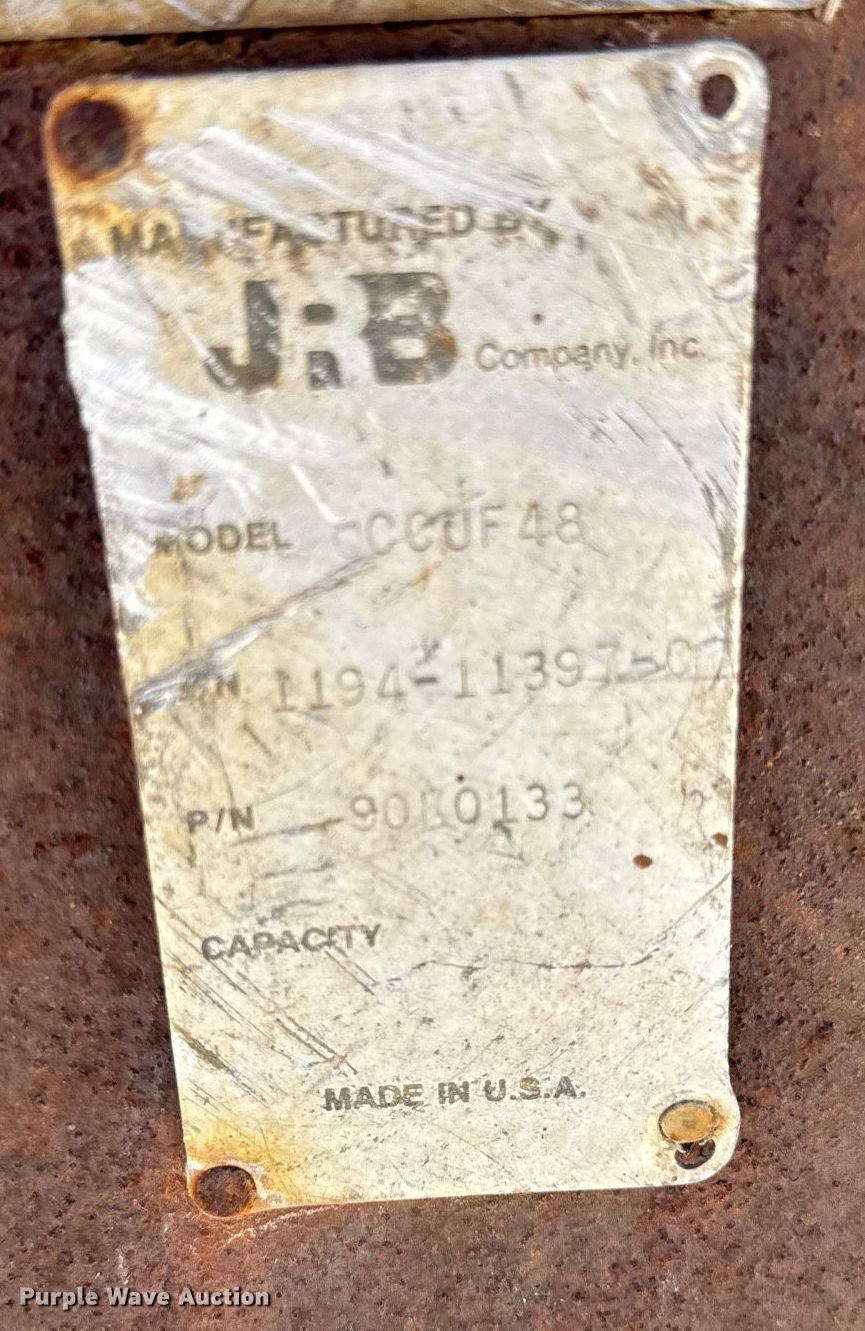 MANUFACTURED BY
JRB Company, Inc.
MODEL
1194-11397-
P/N
CAPACITY
MADE IN U.S.A.
Purple Wave Auction